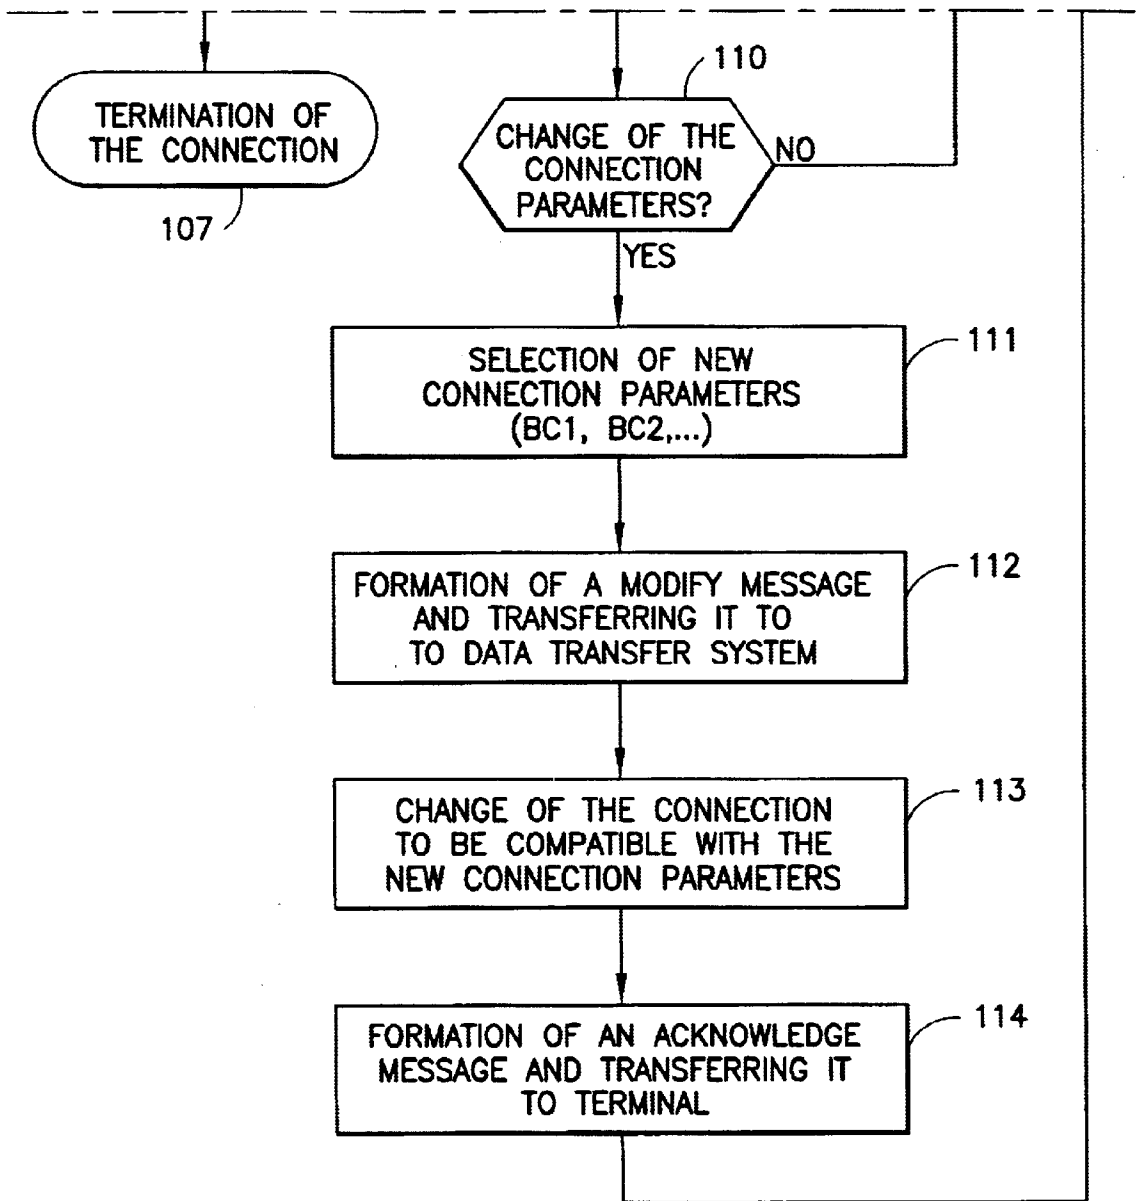 TERMINATION OF
THE CONNECTION
107
110
CHANGE OF THE
CONNECTION
PARAMETERS?
NO
YES
SELECTION OF NEW
CONNECTION PARAMETERS
(BC1, BC2,...)
111
FORMATION OF A MODIFY MESSAGE
AND TRANSFERRING IT TO
TO DATA TRANSFER SYSTEM
112
CHANGE OF THE CONNECTION
TO BE COMPATIBLE WITH THE
NEW CONNECTION PARAMETERS
113
FORMATION OF AN ACKNOWLEDGE
MESSAGE AND TRANSFERRING IT
TO TERMINAL
114